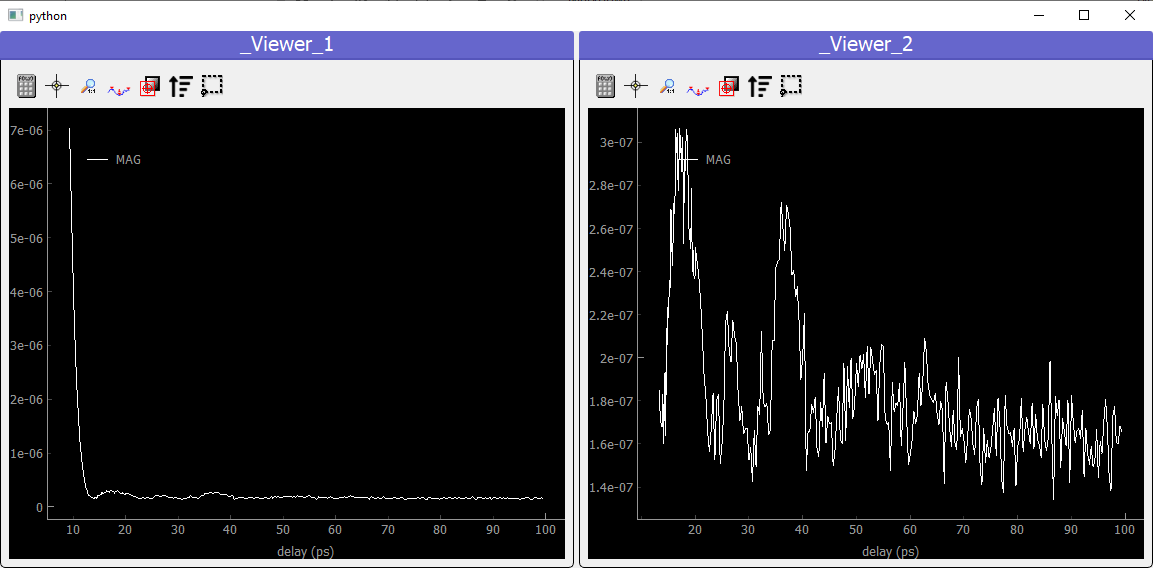 python
_Viewer_1
_Viewer_2
MAG
7e-06
6e-06
5e-06
4e-06
3e-06
2e-06
1e-06
0
10 20 30 40 50 60 70 80 90 100
delay (ps)
MAG
3e-07
2.8e-07
2.6e-07
2.4e-07
2.2e-07
2e-07
1.8e-07
1.6e-07
1.4e-07
20 30 40 50 60 70 80 90 100
delay (ps)